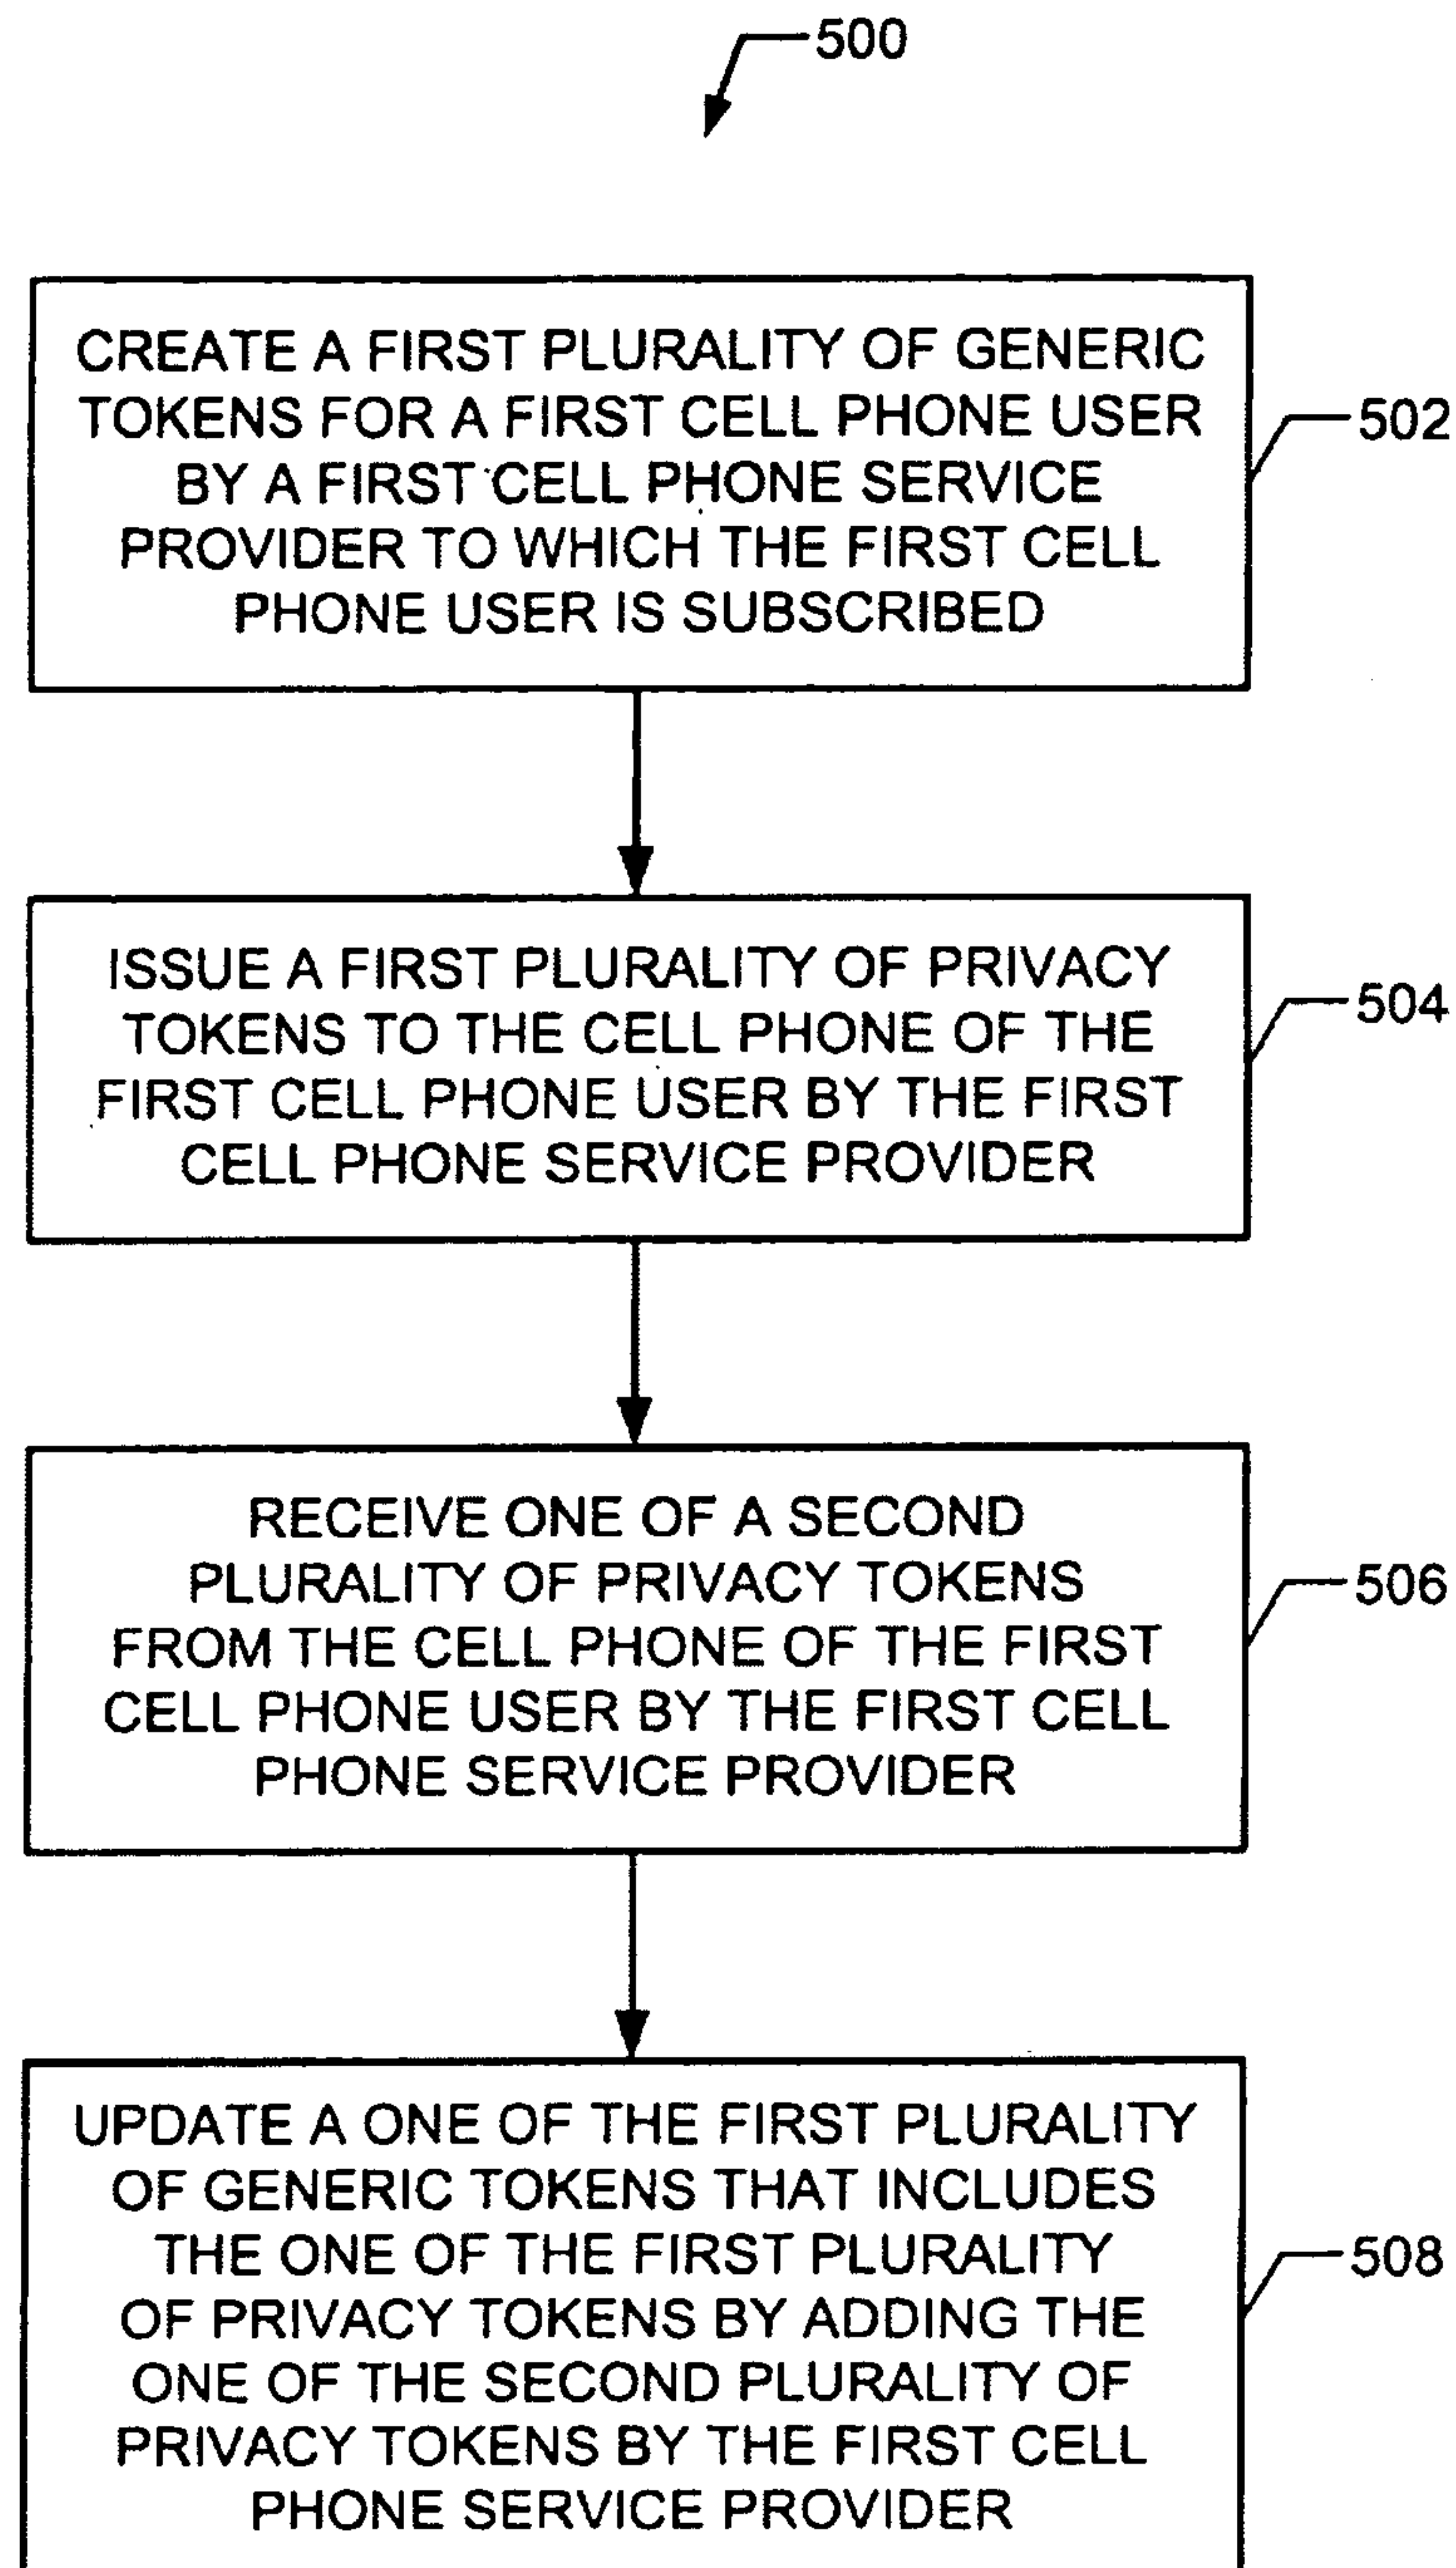 500
CREATE A FIRST PLURALITY OF GENERIC
TOKENS FOR A FIRST CELL PHONE USER
BY A FIRST CELL PHONE SERVICE
PROVIDER TO WHICH THE FIRST CELL
PHONE USER IS SUBSCRIBED
502
ISSUE A FIRST PLURALITY OF PRIVACY
TOKENS TO THE CELL PHONE OF THE
FIRST CELL PHONE USER BY THE FIRST
CELL PHONE SERVICE PROVIDER
504
RECEIVE ONE OF A SECOND
PLURALITY OF PRIVACY TOKENS
FROM THE CELL PHONE OF THE FIRST
CELL PHONE USER BY THE FIRST CELL
PHONE SERVICE PROVIDER
506
UPDATE A ONE OF THE FIRST PLURALITY
OF GENERIC TOKENS THAT INCLUDES
THE ONE OF THE FIRST PLURALITY
OF PRIVACY TOKENS BY ADDING THE
ONE OF THE SECOND PLURALITY OF
PRIVACY TOKENS BY THE FIRST CELL
PHONE SERVICE PROVIDER
508